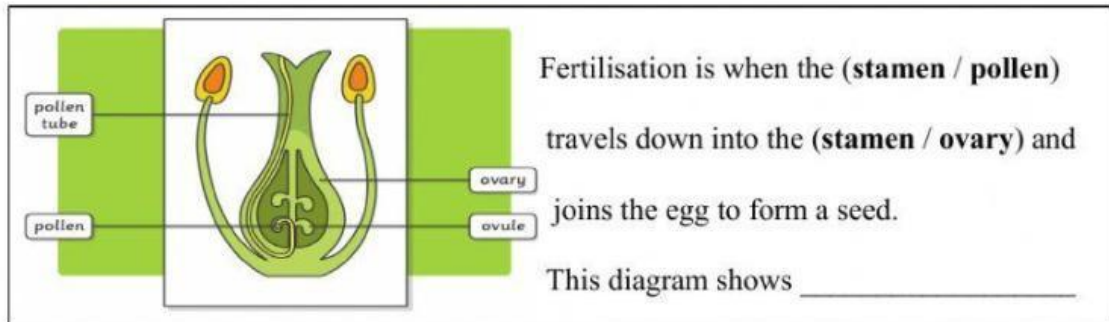 pollen
tube
pollen
ovary
ovule
Fertilisation is when the (stamen / pollen)
travels down into the (stamen / ovary) and
joins the egg to form a seed.
This diagram shows ____________________